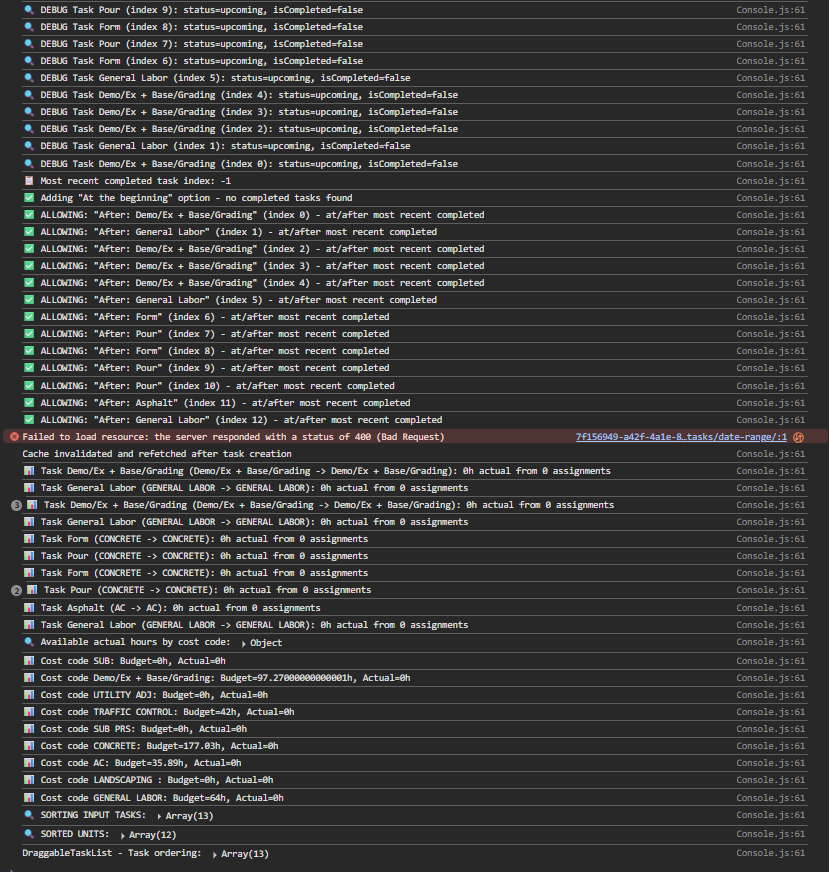 🔍 DEBUG Task Pour (index 9): status=upcoming, isCompleted=false Console.js:61
🔍 DEBUG Task Form (index 8): status=upcoming, isCompleted=false Console.js:61
🔍 DEBUG Task Pour (index 7): status=upcoming, isCompleted=false Console.js:61
🔍 DEBUG Task Form (index 6): status=upcoming, isCompleted=false Console.js:61
🔍 DEBUG Task General Labor (index 5): status=upcoming, isCompleted=false Console.js:61
🔍 DEBUG Task Demo/Ex + Base/Grading (index 4): status=upcoming, isCompleted=false Console.js:61
🔍 DEBUG Task Demo/Ex + Base/Grading (index 3): status=upcoming, isCompleted=false Console.js:61
🔍 DEBUG Task Demo/Ex + Base/Grading (index 2): status=upcoming, isCompleted=false Console.js:61
🔍 DEBUG Task General Labor (index 1): status=upcoming, isCompleted=false Console.js:61
🔍 DEBUG Task Demo/Ex + Base/Grading (index 0): status=upcoming, isCompleted=false Console.js:61
📋 Most recent completed task index: -1 Console.js:61
✅ Adding "At the beginning" option - no completed tasks found Console.js:61
✅ ALLOWING: "After: Demo/Ex + Base/Grading" (index 0) - at/after most recent completed Console.js:61
✅ ALLOWING: "After: General Labor" (index 1) - at/after most recent completed Console.js:61
✅ ALLOWING: "After: Demo/Ex + Base/Grading" (index 2) - at/after most recent completed Console.js:61
✅ ALLOWING: "After: Demo/Ex + Base/Grading" (index 3) - at/after most recent completed Console.js:61
✅ ALLOWING: "After: Demo/Ex + Base/Grading" (index 4) - at/after most recent completed Console.js:61
✅ ALLOWING: "After: General Labor" (index 5) - at/after most recent completed Console.js:61
✅ ALLOWING: "After: Form" (index 6) - at/after most recent completed Console.js:61
✅ ALLOWING: "After: Pour" (index 7) - at/after most recent completed Console.js:61
✅ ALLOWING: "After: Form" (index 8) - at/after most recent completed Console.js:61
✅ ALLOWING: "After: Pour" (index 9) - at/after most recent completed Console.js:61
✅ ALLOWING: "After: Pour" (index 10) - at/after most recent completed Console.js:61
✅ ALLOWING: "After: Asphalt" (index 11) - at/after most recent completed Console.js:61
✅ ALLOWING: "After: General Labor" (index 12) - at/after most recent completed Console.js:61
Failed to load resource: the server responded with a status of 400 (Bad Request) 7f156949-a42f-4a1e-8…tasks/date-range/:1
Cache invalidated and refetched after task creation Console.js:61
📊 Task Demo/Ex + Base/Grading (Demo/Ex + Base/Grading -> Demo/Ex + Base/Grading): 0h actual from 0 assignments Console.js:61
📊 Task General Labor (GENERAL LABOR -> GENERAL LABOR): 0h actual from 0 assignments Console.js:61
3 📊 Task Demo/Ex + Base/Grading (Demo/Ex + Base/Grading -> Demo/Ex + Base/Grading): 0h actual from 0 assignments Console.js:61
📊 Task General Labor (GENERAL LABOR -> GENERAL LABOR): 0h actual from 0 assignments Console.js:61
📊 Task Form (CONCRETE -> CONCRETE): 0h actual from 0 assignments Console.js:61
📊 Task Pour (CONCRETE -> CONCRETE): 0h actual from 0 assignments Console.js:61
📊 Task Form (CONCRETE -> CONCRETE): 0h actual from 0 assignments Console.js:61
2 📊 Task Pour (CONCRETE -> CONCRETE): 0h actual from 0 assignments Console.js:61
📊 Task Asphalt (AC -> AC): 0h actual from 0 assignments Console.js:61
📊 Task General Labor (GENERAL LABOR -> GENERAL LABOR): 0h actual from 0 assignments Console.js:61
🔍 Available actual hours by cost code: ▸ Object Console.js:61
📊 Cost code SUB: Budget=0h, Actual=0h Console.js:61
📊 Cost code Demo/Ex + Base/Grading: Budget=97.27000000000001h, Actual=0h Console.js:61
📊 Cost code UTILITY ADJ: Budget=0h, Actual=0h Console.js:61
📊 Cost code TRAFFIC CONTROL: Budget=42h, Actual=0h Console.js:61
📊 Cost code SUB PRS: Budget=0h, Actual=0h Console.js:61
📊 Cost code CONCRETE: Budget=177.03h, Actual=0h Console.js:61
📊 Cost code AC: Budget=35.89h, Actual=0h Console.js:61
📊 Cost code LANDSCAPING : Budget=0h, Actual=0h Console.js:61
📊 Cost code GENERAL LABOR: Budget=64h, Actual=0h Console.js:61
🔍 SORTING INPUT TASKS: ▸ Array(13) Console.js:61
🔍 SORTED UNITS: ▸ Array(12) Console.js:61
DraggableTaskList - Task ordering: ▸ Array(13) Console.js:61